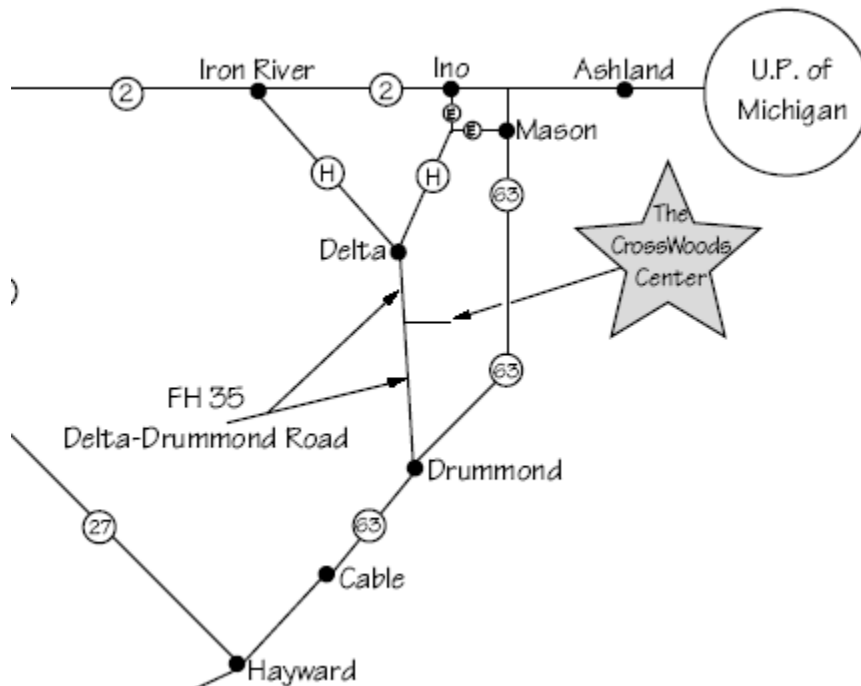 Iron River
Ino
Ashland
U.P. of
Michigan
2
2
E
E
Mason
H
H
63
The
CrossWoods
Center
Delta
63
FH 35
Delta-Drummond Road
Drummond
27
63
Cable
Hayward